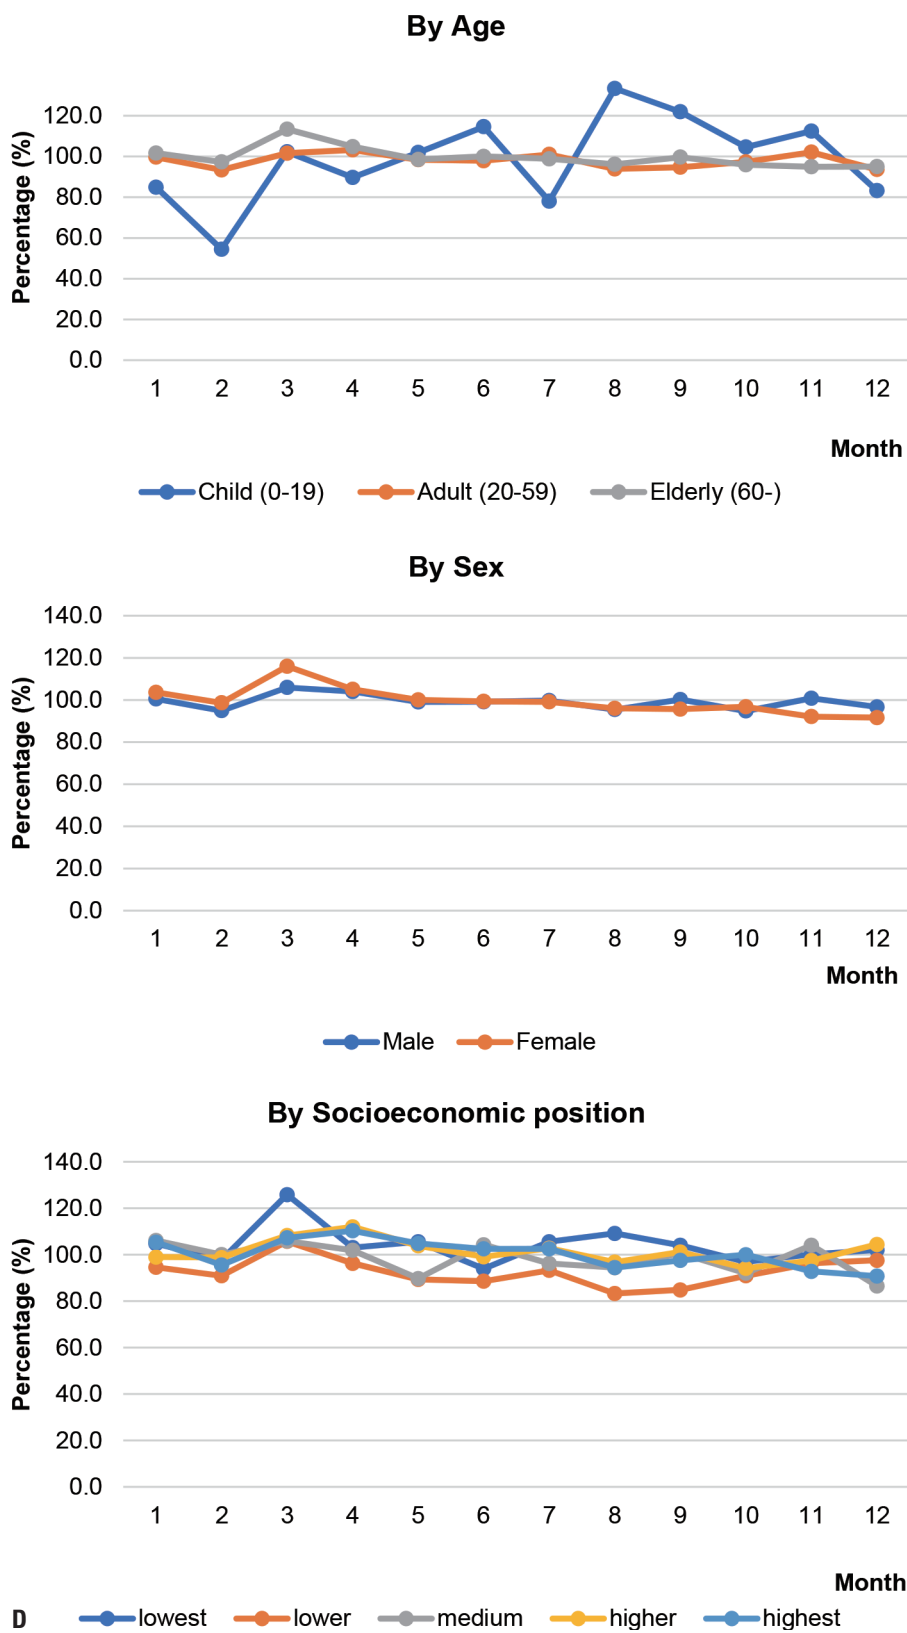 By Age
Percentage (%)
120.0
100.0
80.0
60.0
40.0
20.0
0.0
1 2 3 4 5 6 7 8 9 10 11 12
Month
Child (0-19) Adult (20-59) Elderly (60-)
By Sex
Percentage (%)
140.0
120.0
100.0
80.0
60.0
40.0
20.0
0.0
1 2 3 4 5 6 7 8 9 10 11 12
Month
Male Female
By Socioeconomic position
Percentage (%)
140.0
120.0
100.0
80.0
60.0
40.0
20.0
0.0
1 2 3 4 5 6 7 8 9 10 11 12
Month
D lowest lower medium higher highest